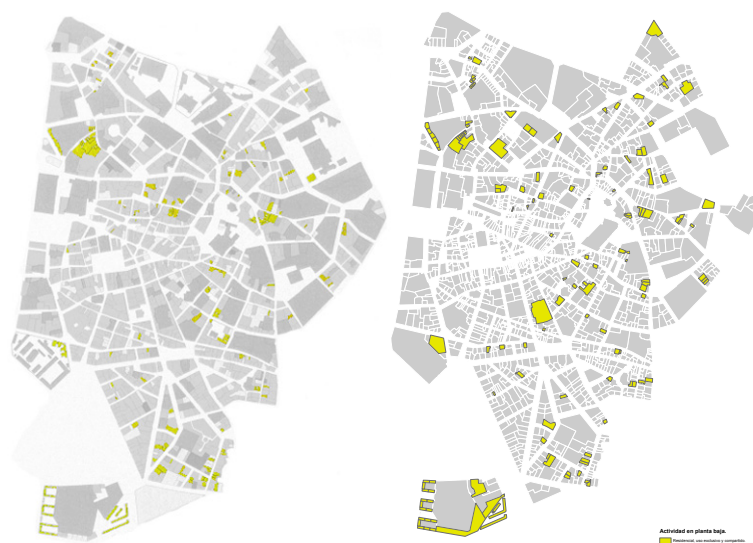 Actividad en planta baja.
Residencial, uso exclusivo y compartido.